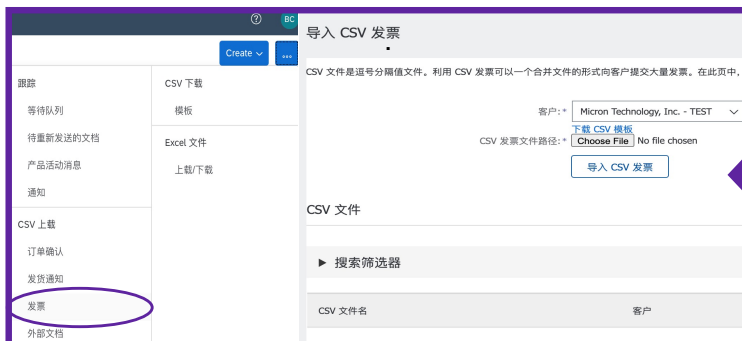 ? BC
Create ...
跟踪
等待队列
待重新发送的文档
产品活动消息
通知
CSV 上载
订单确认
发货通知
发票
外部文档
CSV 下载
模板
Excel 文件
上载/下载
导入 CSV 发票
CSV 文件是逗号分隔值文件。利用 CSV 发票可以一个合并文件的形式向客户提交大量发票。在此页中，
客户：* Micron Technology, Inc. - TEST
下载 CSV 模板
CSV 发票文件路径：* Choose File No file chosen
导入 CSV 发票
CSV 文件
▶ 搜索筛选器
CSV 文件名 客户